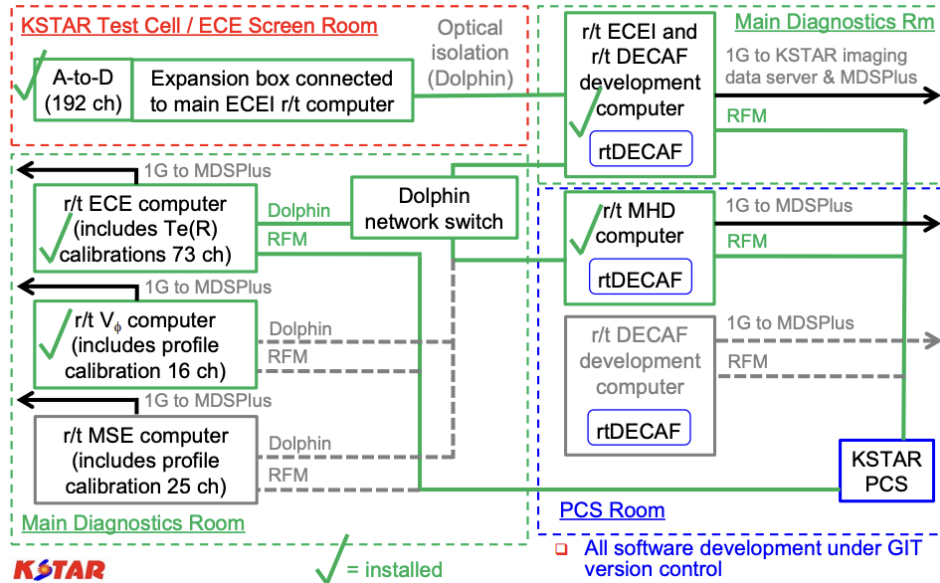 KSTAR Test Cell / ECE Screen Room
A-to-D
(192 ch)
Expansion box connected
to main ECEI r/t computer
Optical
isolation
(Dolphin)
Main Diagnostics Rm
r/t ECEI and
r/t DECAF
development
computer
rtDECAF
1G to KSTAR imaging
data server & MDSPlus
RFM
1G to MDSPlus
r/t ECE computer
(includes Te(R)
calibrations 73 ch)
Dolphin
RFM
Dolphin
network switch
r/t MHD
computer
rtDECAF
1G to MDSPlus
RFM
1G to MDSPlus
r/t Vϕ computer
(includes profile
calibration 16 ch)
Dolphin
RFM
r/t DECAF
development
computer
rtDECAF
1G to MDSPlus
RFM
1G to MDSPlus
r/t MSE computer
(includes profile
calibration 25 ch)
Dolphin
RFM
KSTAR
PCS
Main Diagnostics Room
PCS Room
KSTAR
= installed
All software development under GIT
version control